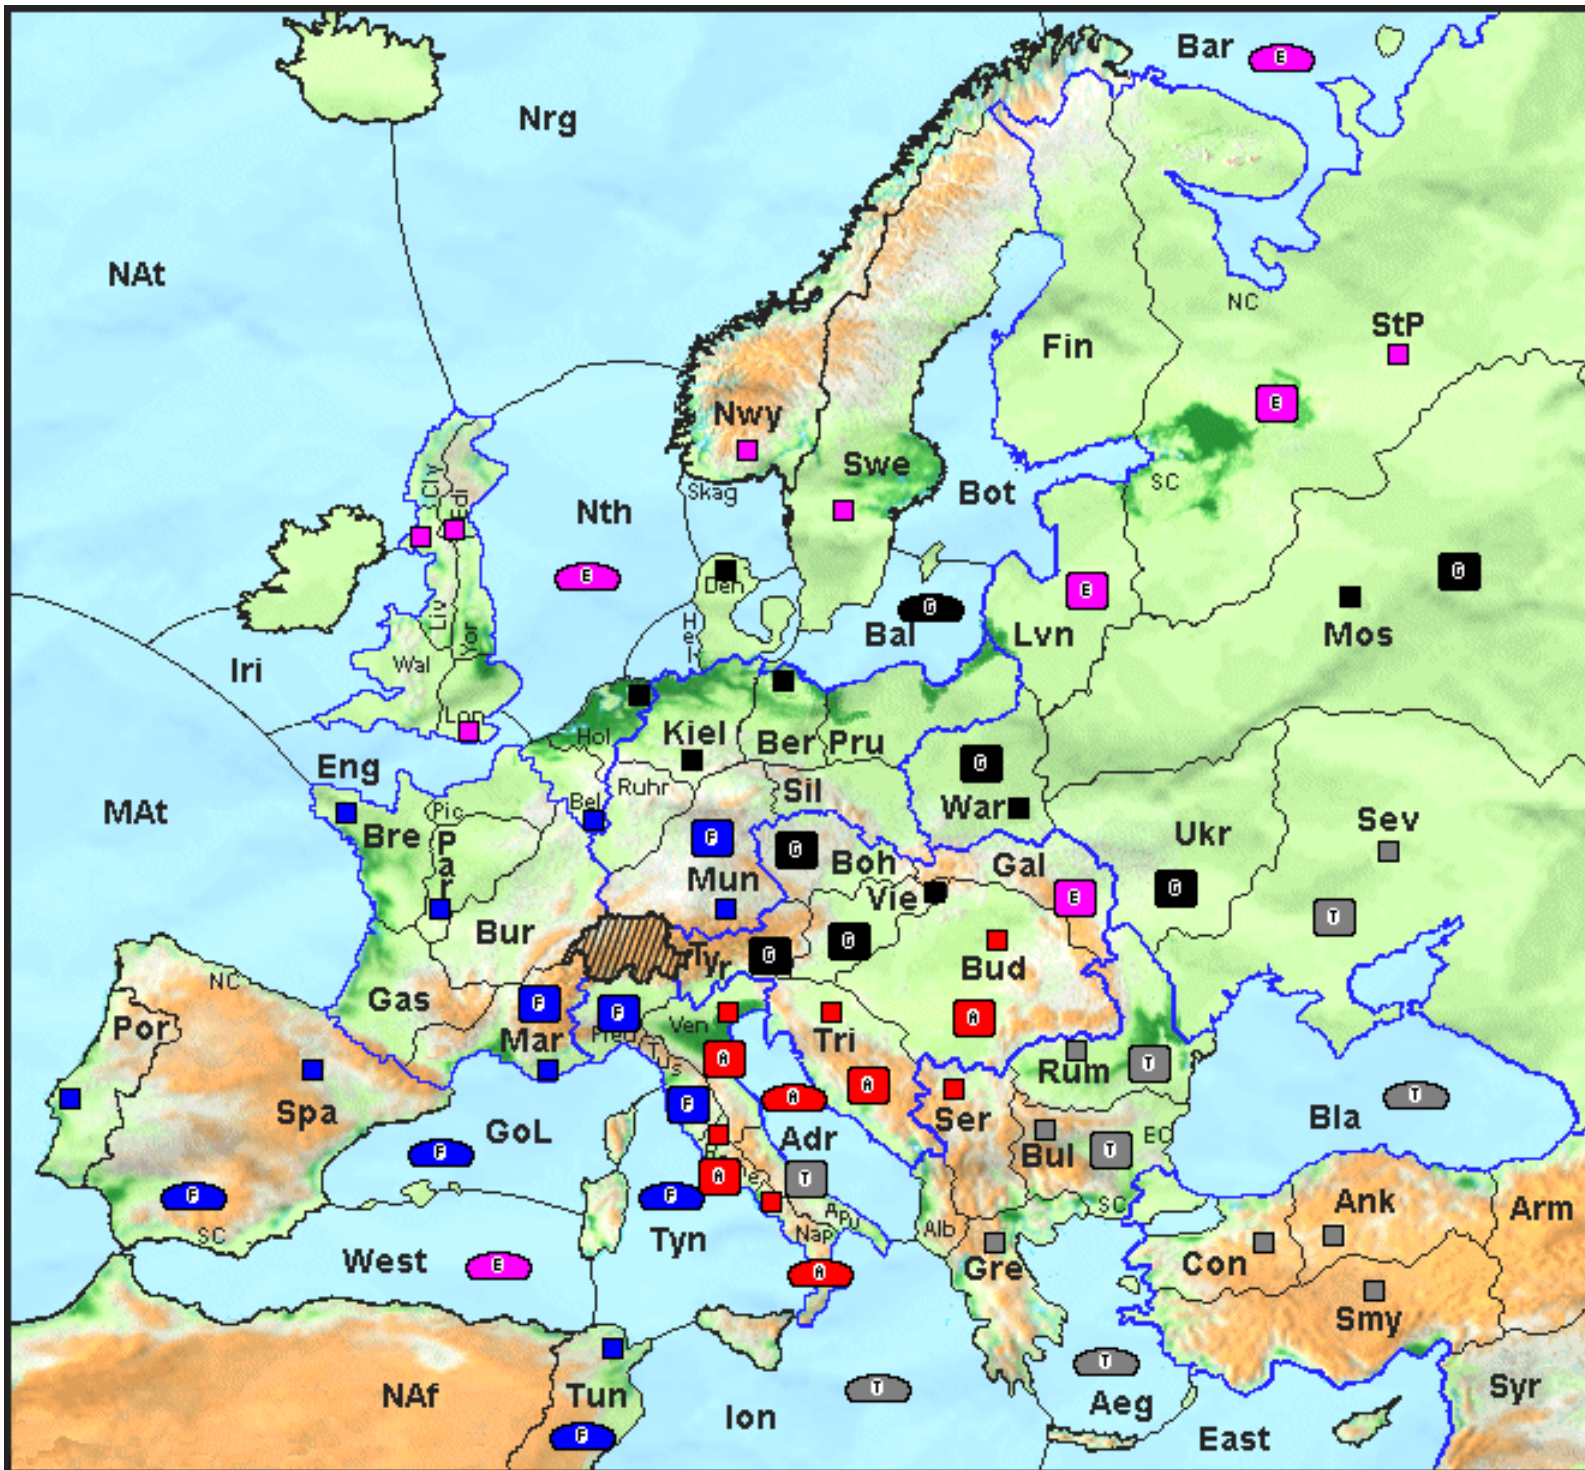 Bar
E
Nrg
NAt
NC
StP
Fin
E
Nwy
Swe
Cly
Edi
Skag
Bot
SC
Nth
E
Den
G
Bal
E
Lvn
G
Mos
Hel
Liv
Yor
Wal
Iri
Lon
Hol
Kiel
Ber
Pru
Eng
G
War
Ruhr
Sil
Bel
Pic
MAt
Bre
Par
F
Mun
G
Boh
Gal
Ukr
Sev
Vie
E
G
T
Bur
Tyr
G
G
Bud
NC
Gas
Por
F
Mar
F
Pied
Ven
Tri
A
Tus
A
Rum
T
Spa
F
A
A
Ser
Bla
T
GoL
F
Adr
Bul
T
EC
F
SC
F
A
T
Apu
Nap
Alb
SC
Ank
Arm
West
E
Tyn
A
Gre
Con
Smy
NAf
Tun
F
Ion
T
T
Aeg
East
Syr